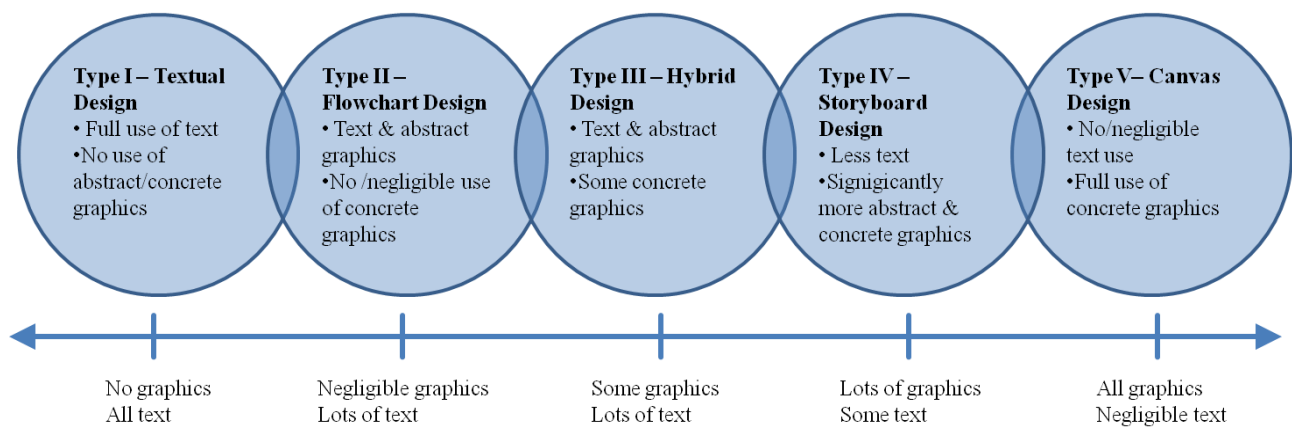 Type I – Textual
Design
• Full use of text
•No use of
abstract/concrete
graphics
Type II –
Flowchart Design
• Text & abstract
graphics
•No /negligible use
of concrete
graphics
Type III – Hybrid
Design
• Text & abstract
graphics
•Some concrete
graphics
Type IV –
Storyboard
Design
• Less text
•Signigicantly
more abstract &
concrete graphics
Type V– Canvas
Design
• No/negligible
text use
•Full use of
concrete graphics
No graphics
All text
Negligible graphics
Lots of text
Some graphics
Lots of text
Lots of graphics
Some text
All graphics
Negligible text